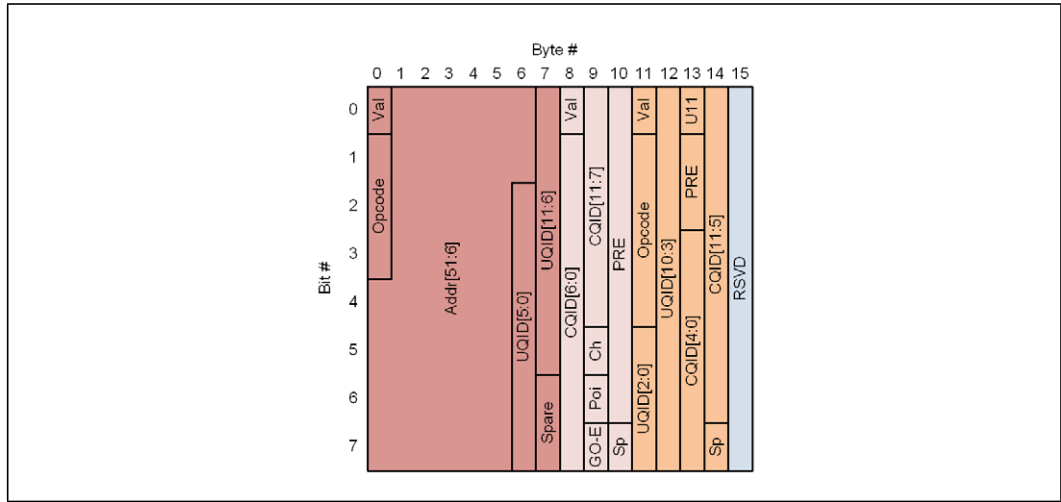 Byte #
0 1 2 3 4 5 6 7 8 9 10 11 12 13 14 15
Bit #
0
1
2
3
4
5
6
7
Val
Opcode
Addr[51:6]
UQID[5:0]
UQID[11:6]
Spare
Val
CQID[6:0]
CQID[11:7]
Ch
Poi
GO-E
PRE
Sp
Val
Opcode
UQID[2:0]
UQID[10:3]
U11
PRE
CQID[4:0]
CQID[11:5]
Sp
RSVD